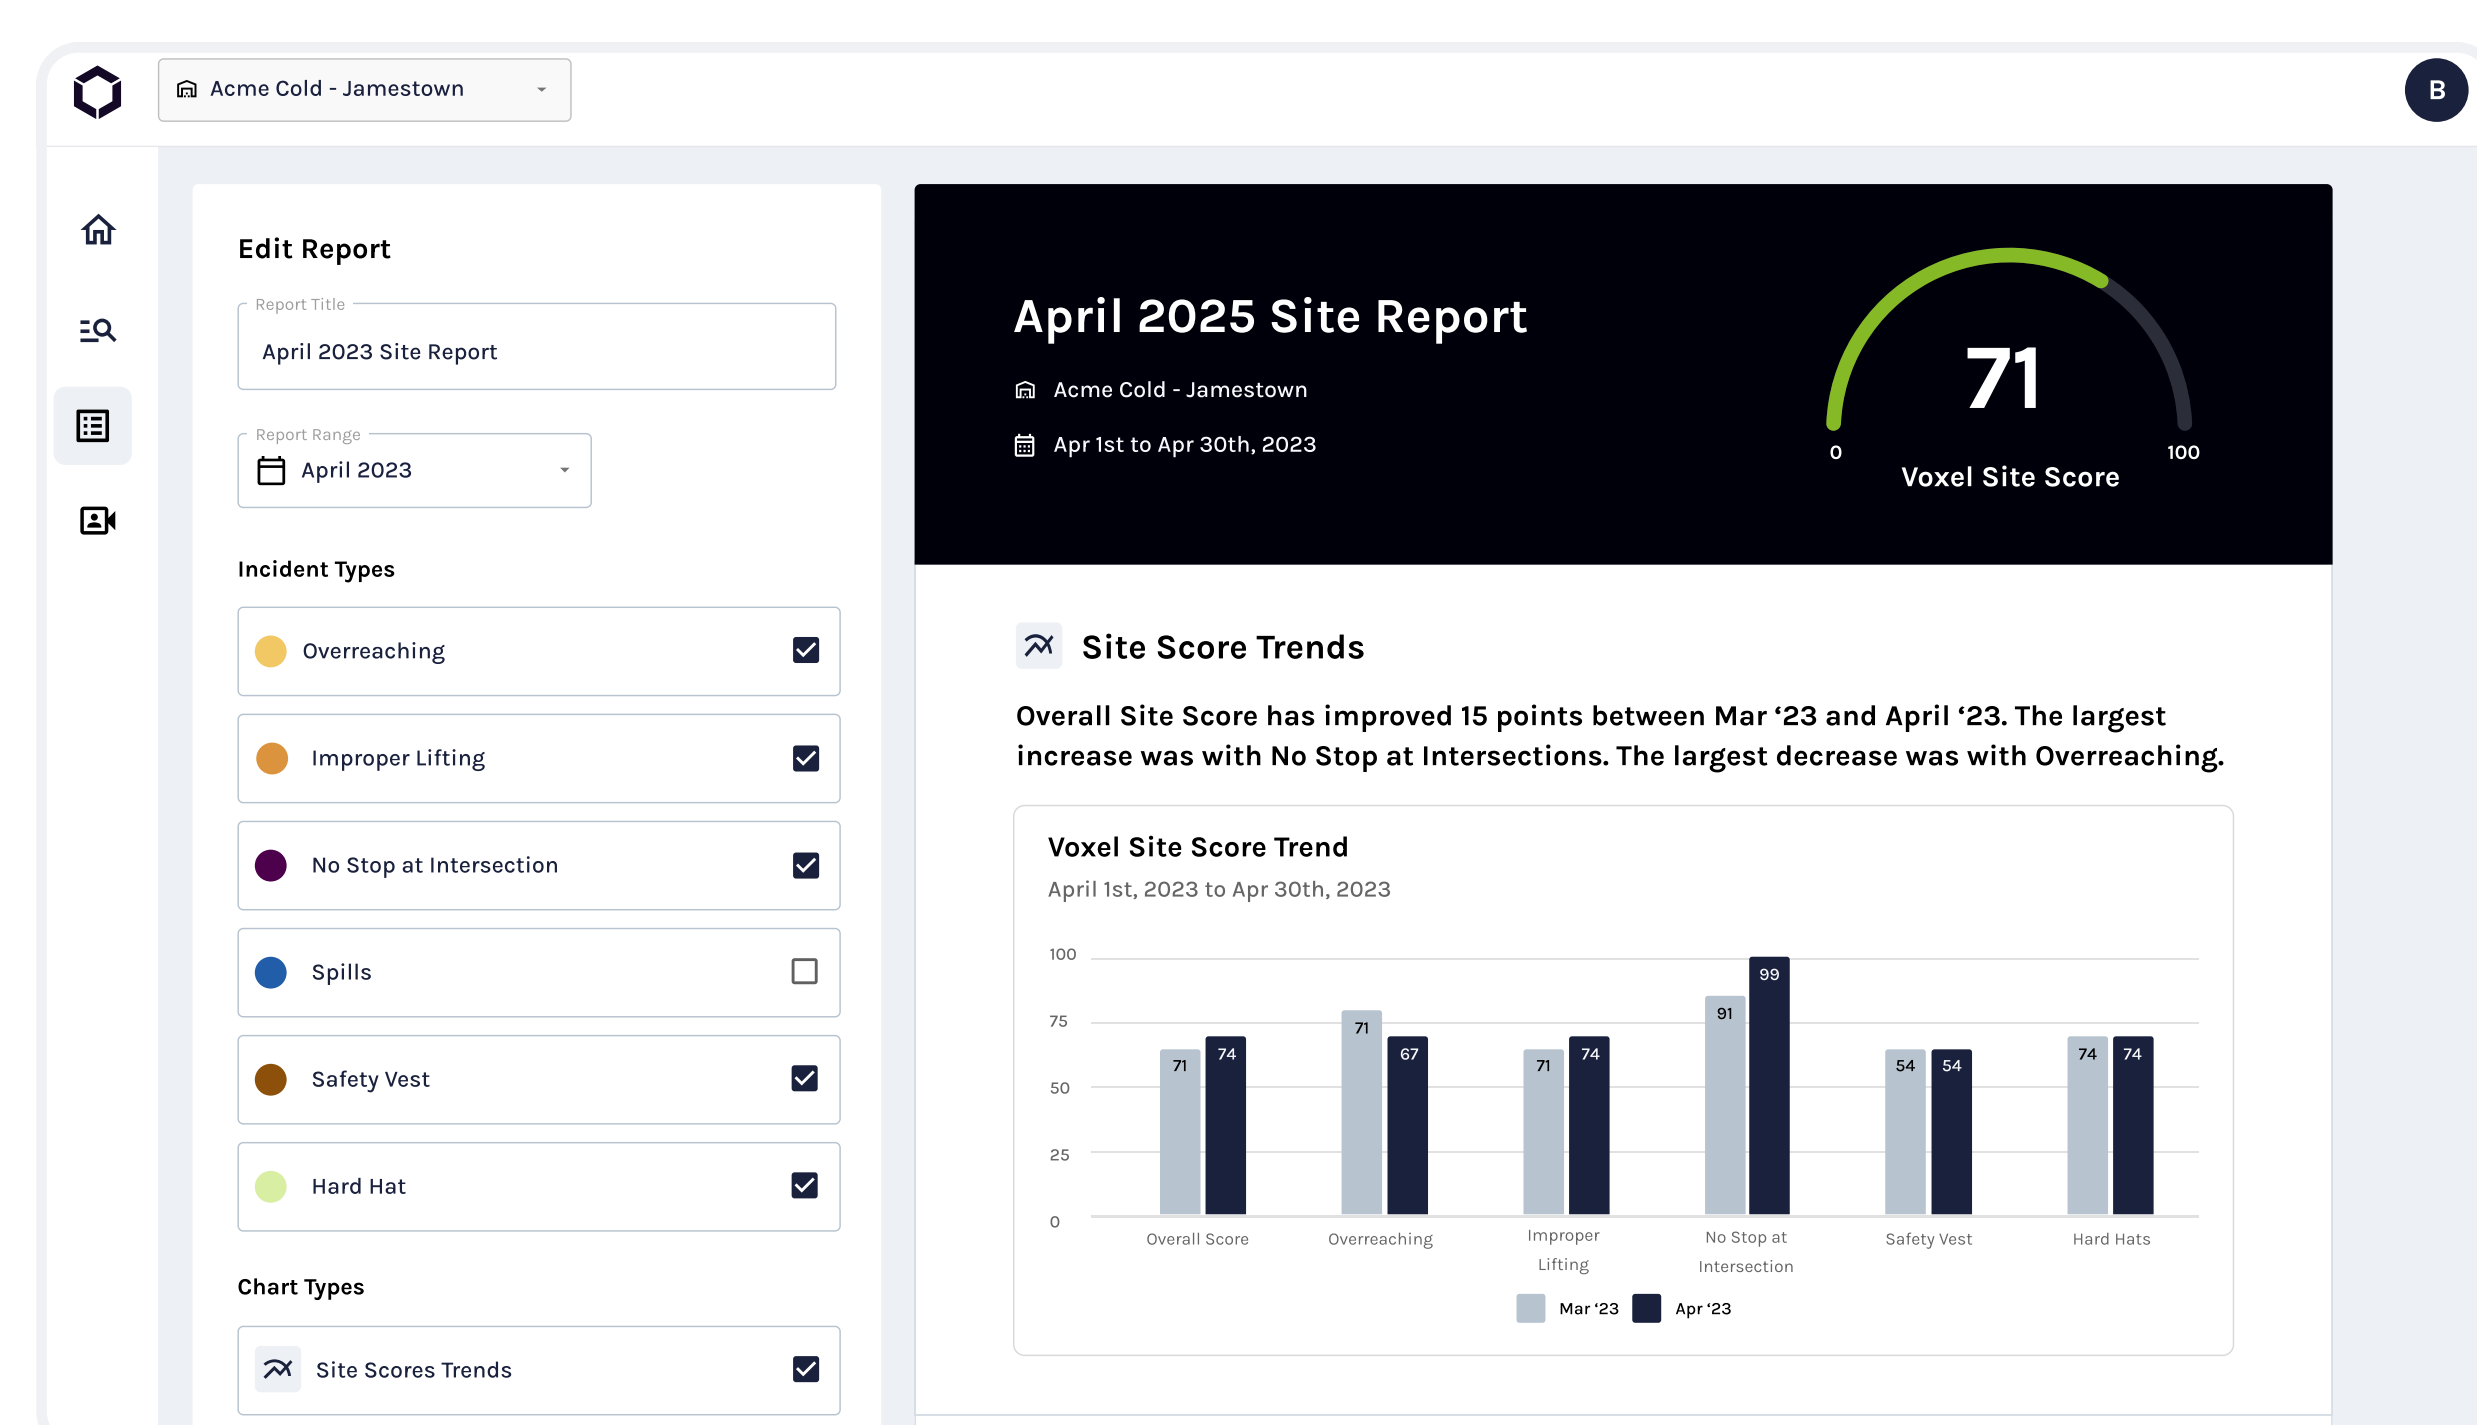 Acme Cold - Jamestown
B
Edit Report
Report Title
April 2023 Site Report
Report Range
April 2023
Incident Types
Overreaching
Improper Lifting
No Stop at Intersection
Spills
Safety Vest
Hard Hat
Chart Types
Site Scores Trends
April 2025 Site Report
Acme Cold - Jamestown
Apr 1st to Apr 30th, 2023
71
0
100
Voxel Site Score
Site Score Trends
Overall Site Score has improved 15 points between Mar ‘23 and April ‘23. The largest
increase was with No Stop at Intersections. The largest decrease was with Overreaching.
Voxel Site Score Trend
April 1st, 2023 to Apr 30th, 2023
100
75
50
25
0
71
74
71
67
71
74
91
99
54
54
74
74
Overall Score
Overreaching
Improper
Lifting
No Stop at
Intersection
Safety Vest
Hard Hats
Mar ‘23
Apr ‘23